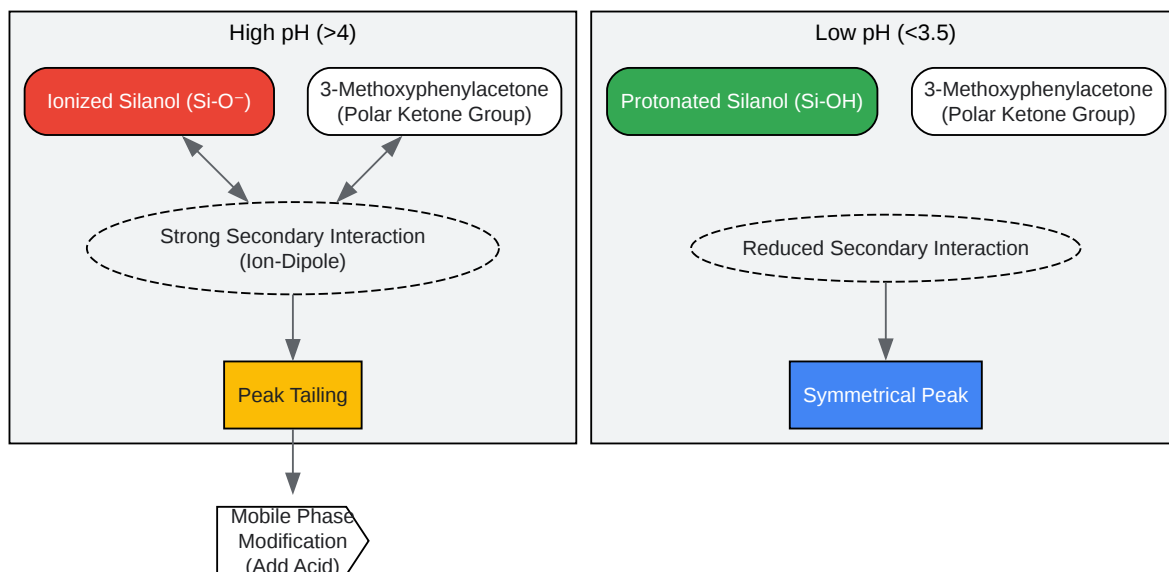 High pH (>4)
Ionized Silanol (Si-O⁻)
3-Methoxyphenylacetone
(Polar Ketone Group)
Strong Secondary Interaction
(Ion-Dipole)
Peak Tailing
Mobile Phase
Modification
(Add Acid)
Low pH (<3.5)
Protonated Silanol (Si-OH)
3-Methoxyphenylacetone
(Polar Ketone Group)
Reduced Secondary Interaction
Symmetrical Peak